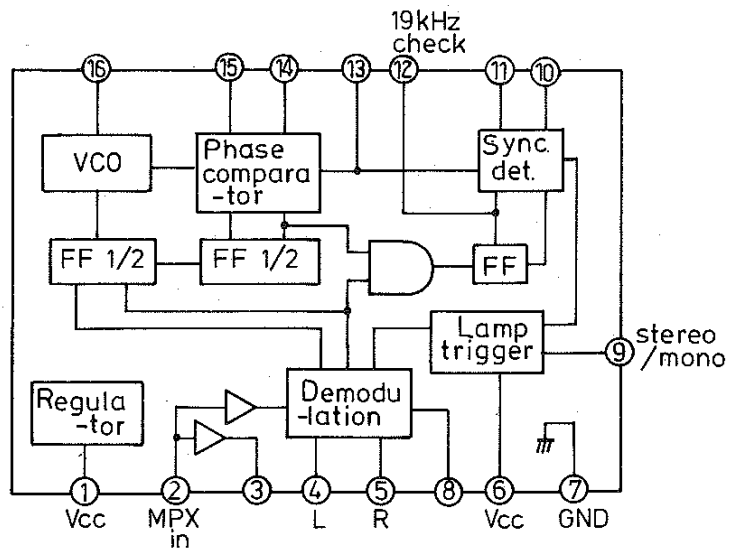 19kHz
check
16
15
14
13
12
11
10
VCO
Phase
compara
-tor
Sync.
det.
FF 1/2
FF 1/2
FF
Lamp
trigger
9
stereo
/mono
Regula
-tor
Demodu
-lation
1
2
3
4
5
8
6
7
Vcc
MPX
in
L
R
Vcc
GND